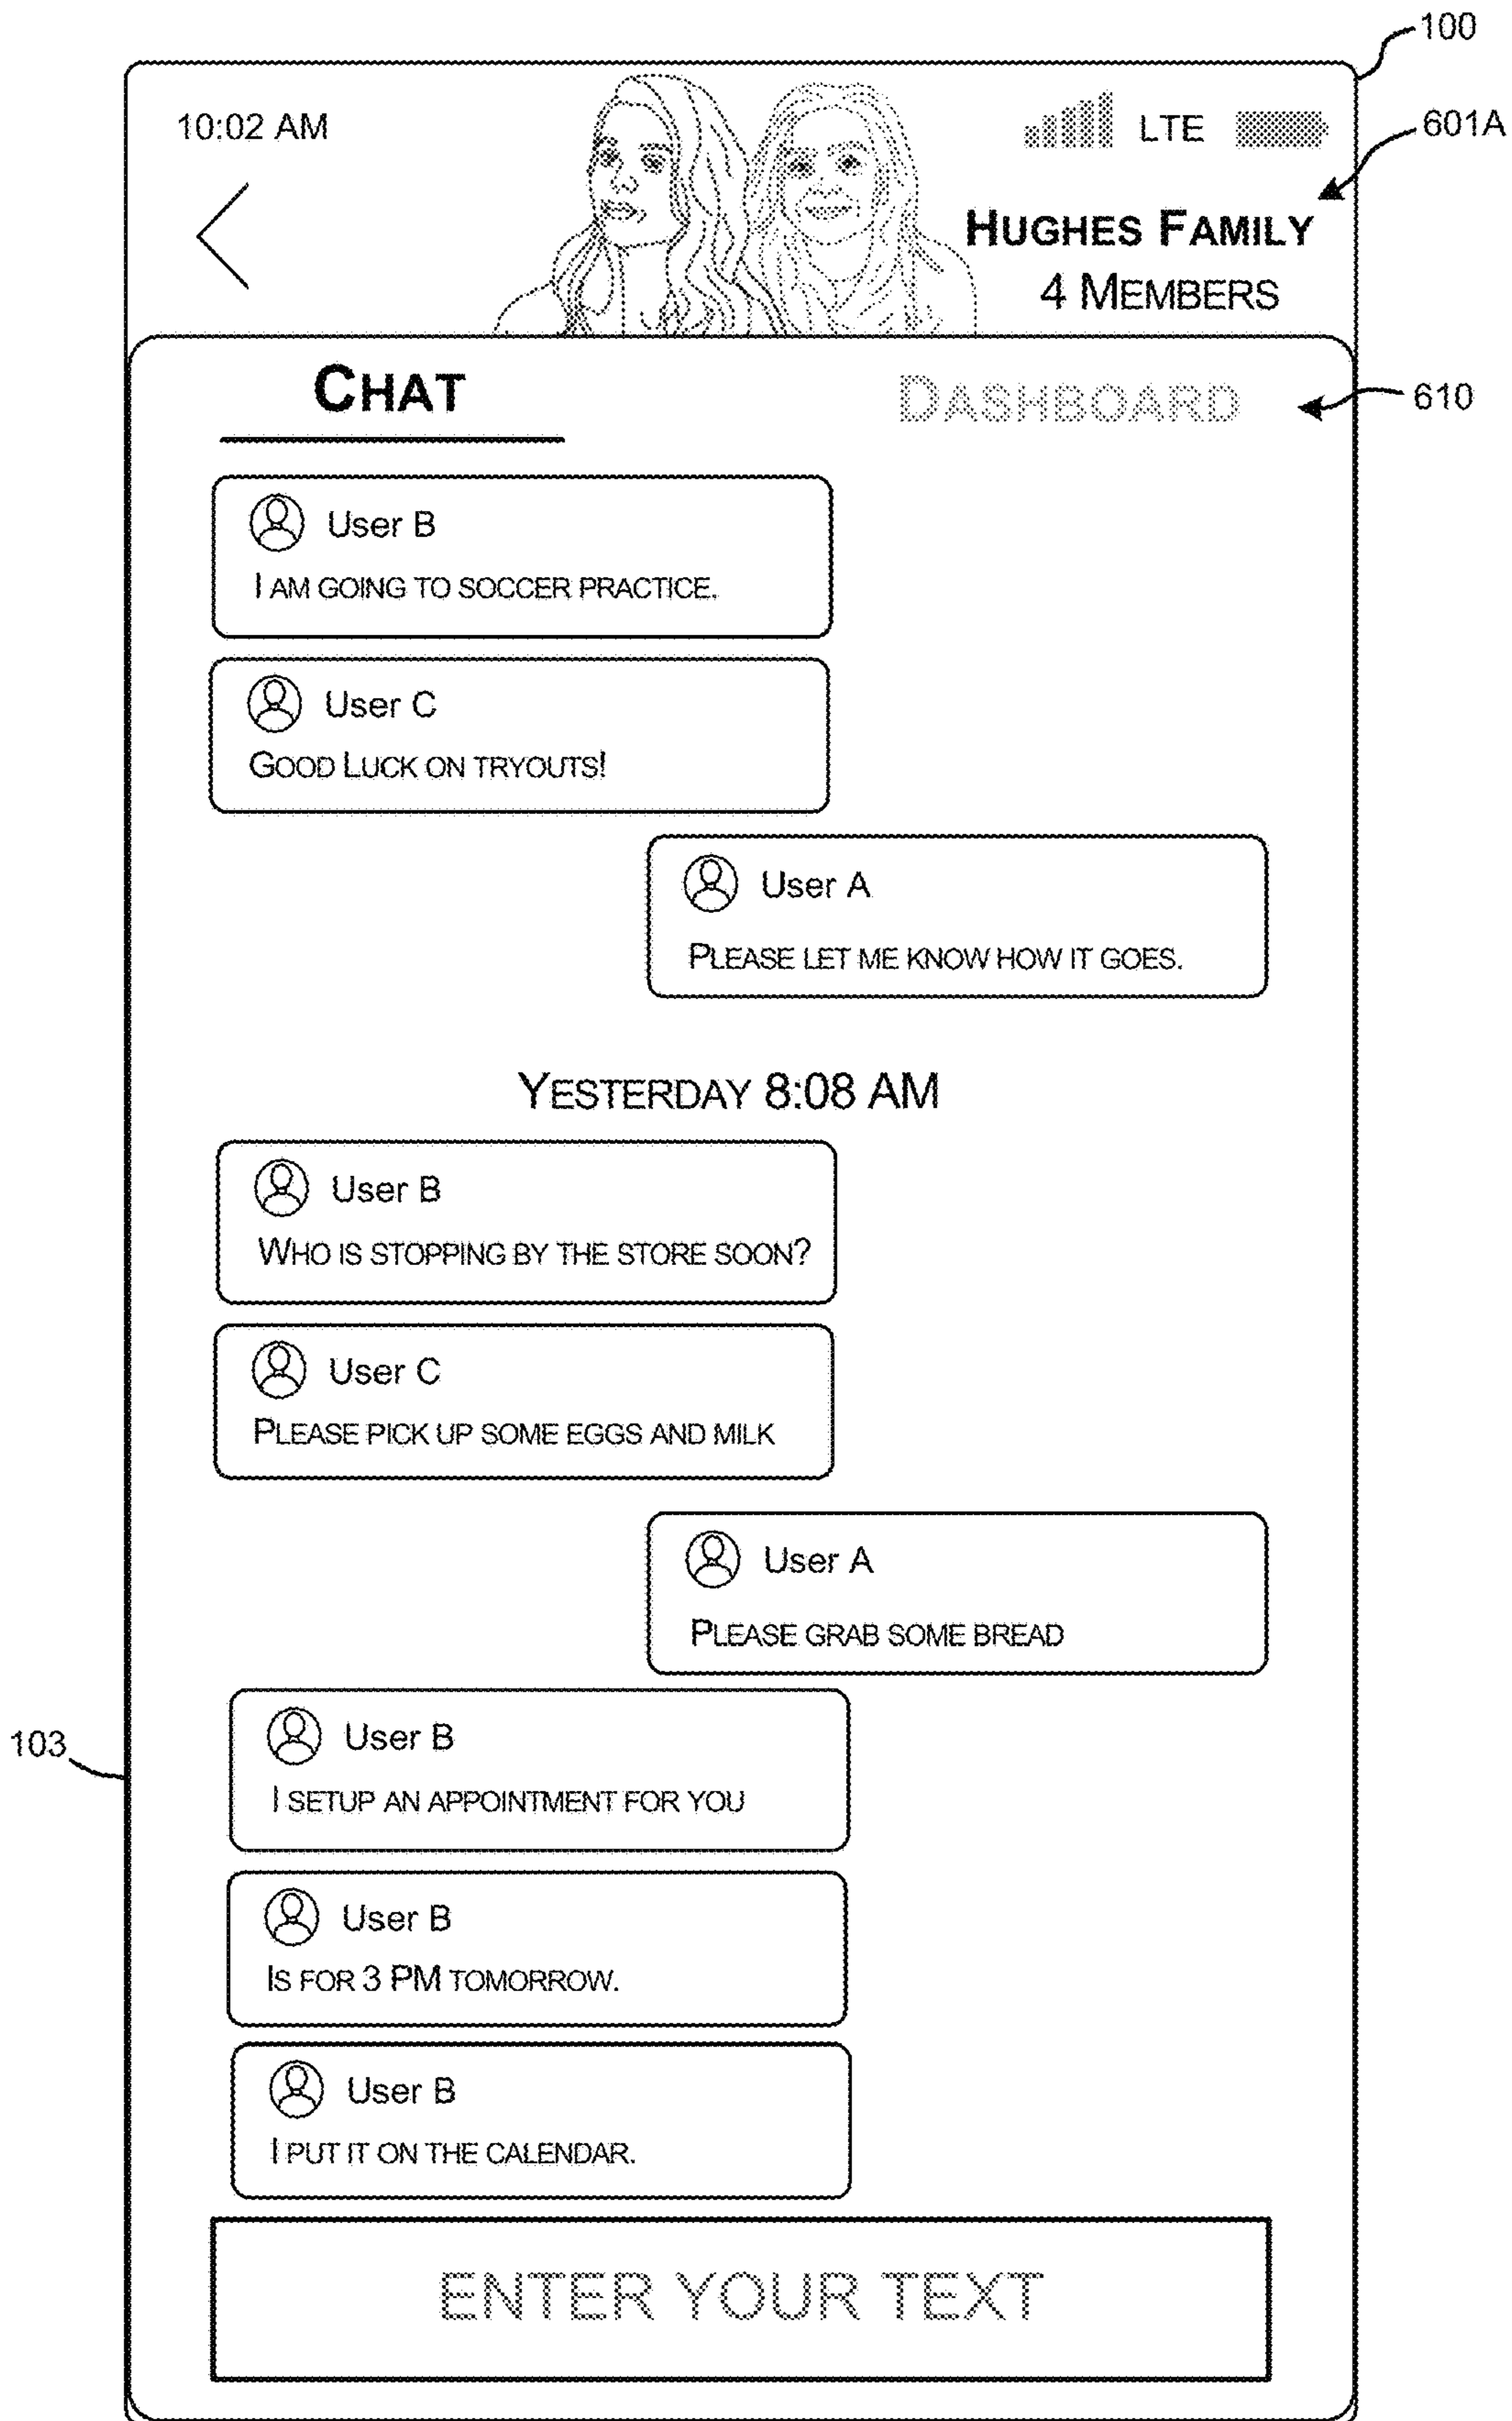 100
10:02 AM
LTE
601A
HUGHES FAMILY
4 MEMBERS
CHAT
DASHBOARD
610
User B
I AM GOING TO SOCCER PRACTICE.
User C
GOOD LUCK ON TRYOUTS!
User A
PLEASE LET ME KNOW HOW IT GOES.
YESTERDAY 8:08 AM
User B
WHO IS STOPPING BY THE STORE SOON?
User C
PLEASE PICK UP SOME EGGS AND MILK
User A
PLEASE GRAB SOME BREAD
103
User B
I SETUP AN APPOINTMENT FOR YOU
User B
IS FOR 3 PM TOMORROW.
User B
I PUT IT ON THE CALENDAR.
ENTER YOUR TEXT